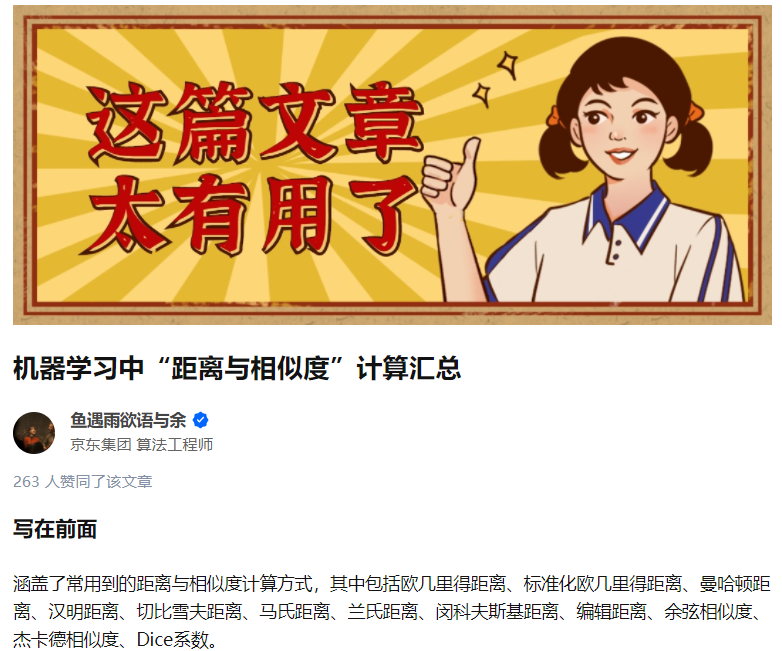 这篇文章
太有用了
机器学习中“距离与相似度”计算汇总
鱼遇雨欲语与余
京东集团 算法工程师
263 人赞同了该文章
写在前面
涵盖了常用到的距离与相似度计算方式，其中包括欧几里得距离、标准化欧几里得距离、曼哈顿距
离、汉明距离、切比雪夫距离、马氏距离、兰氏距离、闵科夫斯基距离、编辑距离、余弦相似度、
杰卡德相似度、Dice系数。